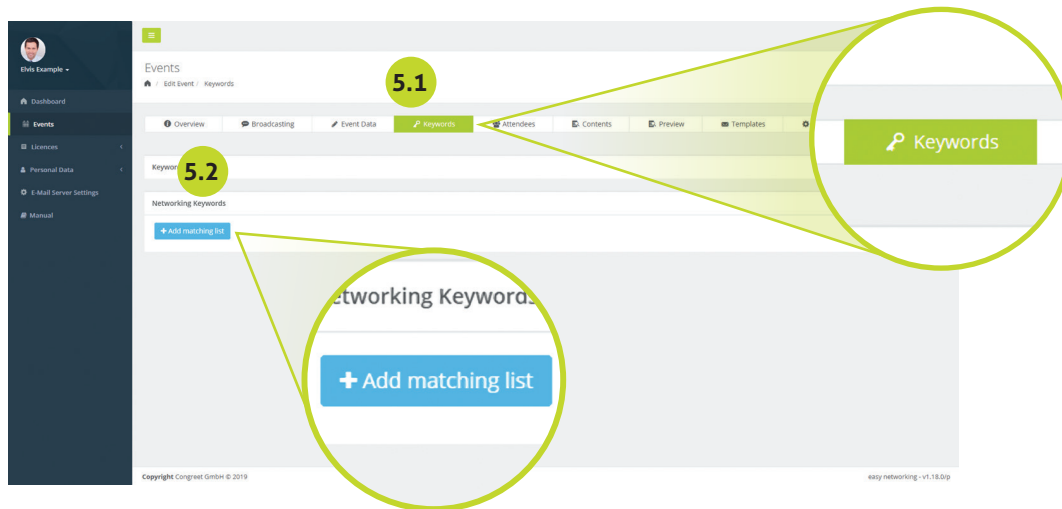 Elvis Example
Dashboard
Events
Licences
Personal Data
E-Mail Server Settings
Manual
Events
/ Edit Event / Keywords
5.1
Overview
Broadcasting
Event Data
Keywords
Attendees
Contents
Preview
Templates
Keywords
5.2
Networking Keywords
+ Add matching list
etworking Keywords
+ Add matching list
Copyright Congreet GmbH © 2019
easy networking - v1.18.0/p